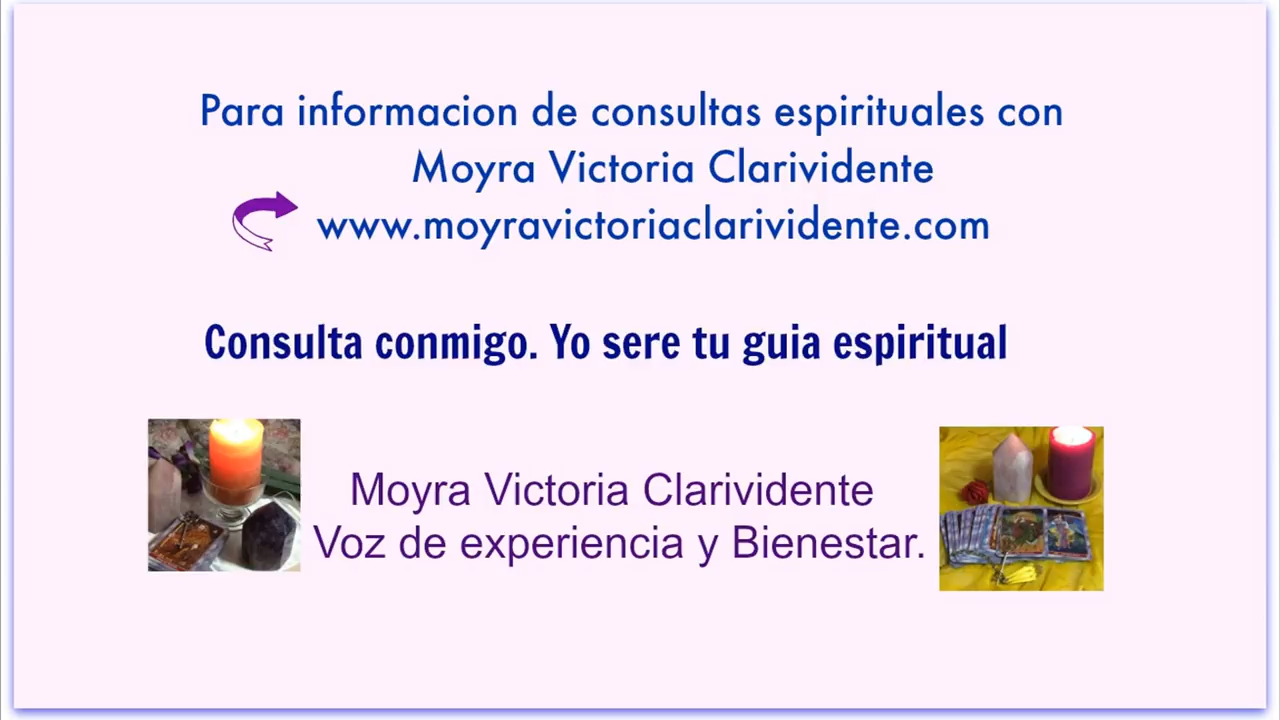 Para informacion de consultas espirituales con
Moyra Victoria Clarividente
www.moyravictoriaclarividente.com
Consulta conmigo. Yo sere tu guia espiritual
Moyra Victoria Clarividente
Voz de experiencia y Bienestar.